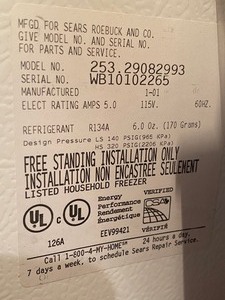 MFGD FOR SEARS ROEBUCK AND CO.
GIVE MODEL NO. AND SERIAL NO.
FOR PARTS AND SERVICE.
MODEL NO. 253.29082993
SERIAL NO. WB10102265
MANUFACTURED 1-01
ELECT RATING AMPS 5.0 115V. 60HZ.
REFRIGERANT R134A 6.0 Oz. (170 Grams)
Design Pressure LS 140 PSIG(965 KPa)
HS 320 PSIG(2206 KPa)
FREE STANDING INSTALLATION ONLY
INSTALLATION NON ENCASTREE SEULEMENT
LISTED HOUSEHOLD FREEZER
UL c UL
Energy
Performance
Rendement
Énergétique
VERIFIED
VÉRIFIÉ
126A EEV99421
Call 1-800-4-MY-HOME℠ 24 hours a day.
7 days a week. to schedule Sears Repair Service.